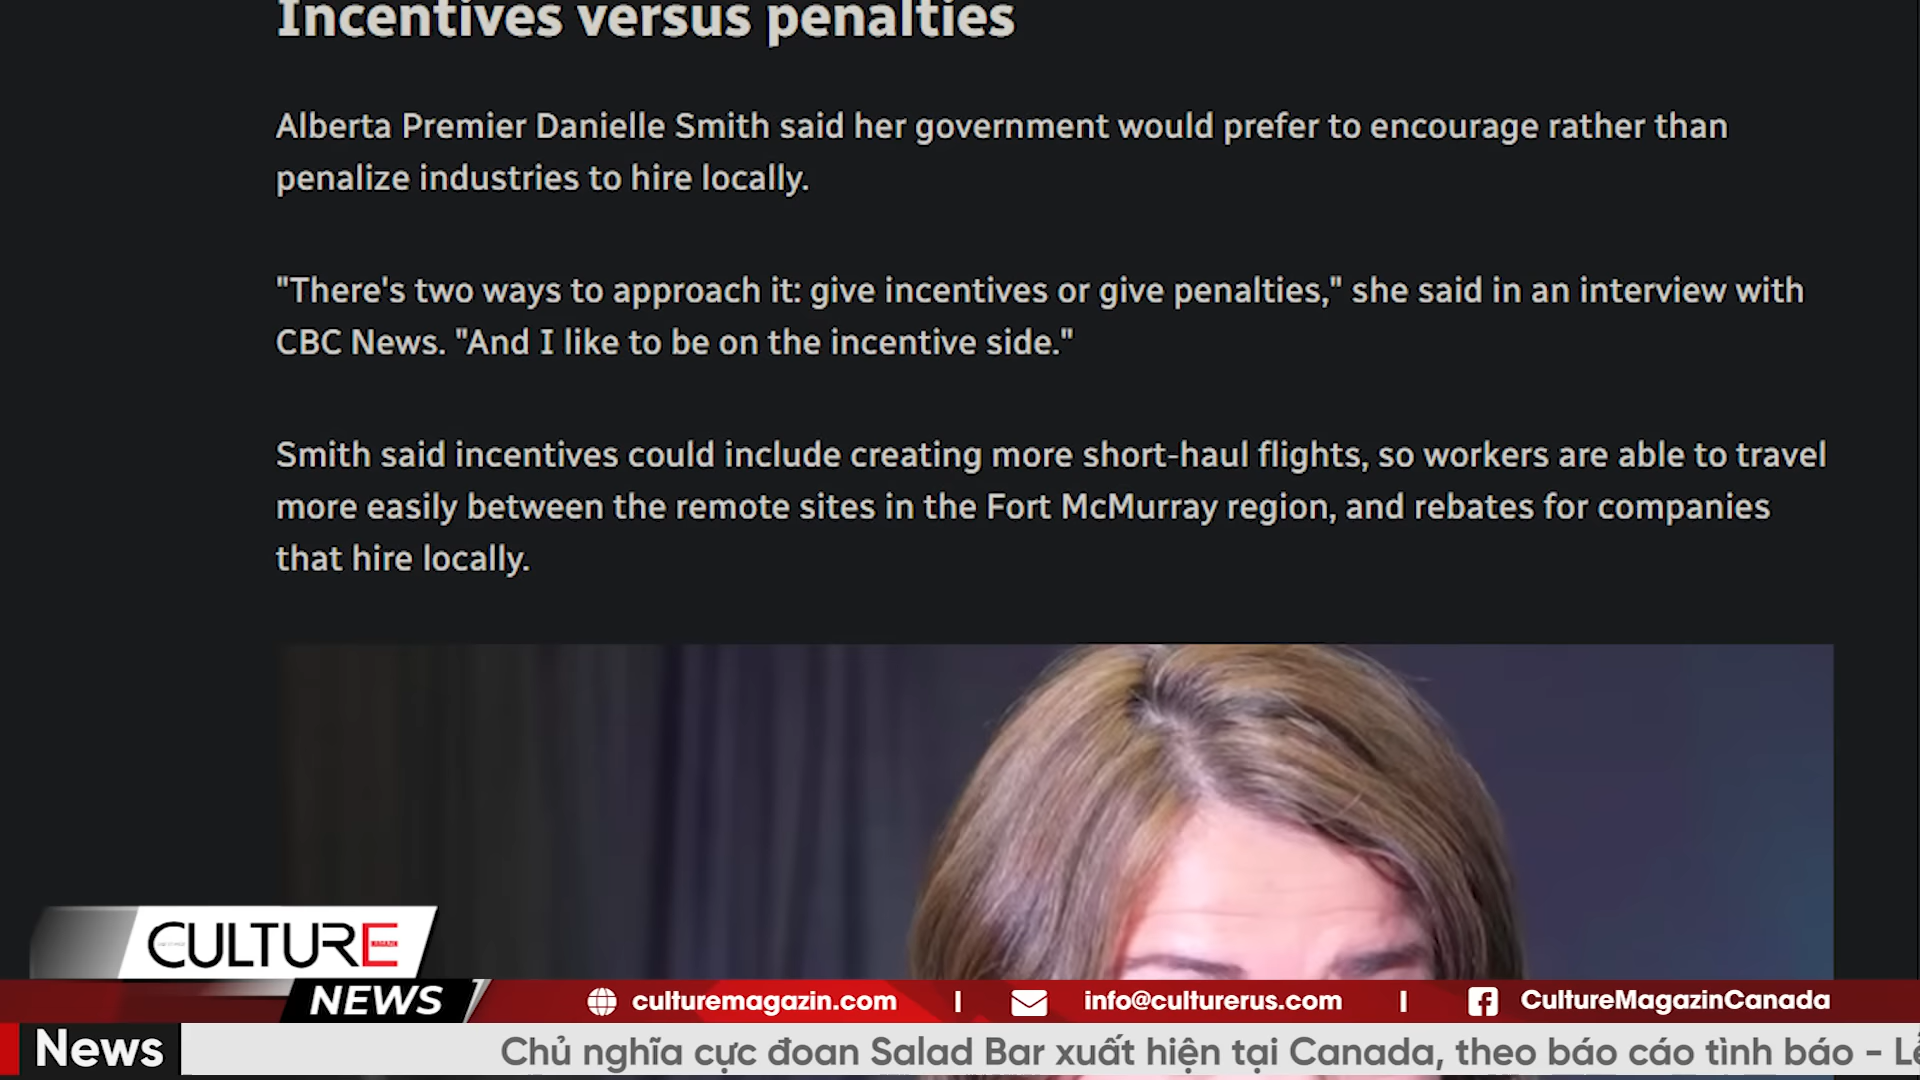 Incentives versus penalties
Alberta Premier Danielle Smith said her government would prefer to encourage rather than
penalize industries to hire locally.
"There's two ways to approach it: give incentives or give penalties," she said in an interview with
CBC News. "And I like to be on the incentive side."
Smith said incentives could include creating more short-haul flights, so workers are able to travel
more easily between the remote sites in the Fort McMurray region, and rebates for companies
that hire locally.
CULTURE
NEWS
culturemagazin.com | info@culturerus.com | CultureMagazinCanada
News
Chủ nghĩa cực đoan Salad Bar xuất hiện tại Canada, theo báo cáo tình báo -